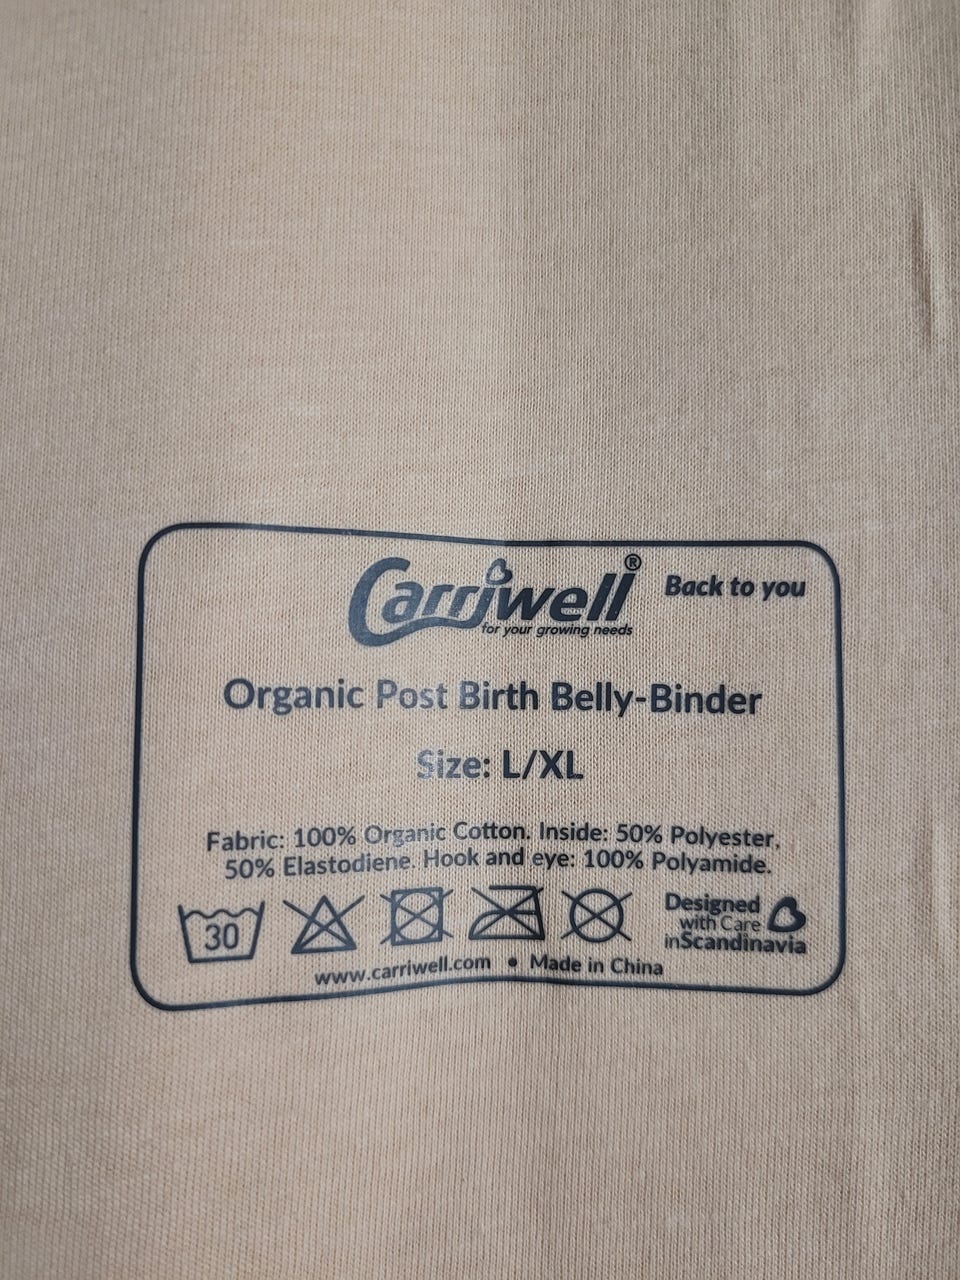 Carriwell®
for your growing needs
Back to you
Organic Post Birth Belly-Binder
Size: L/XL
Fabric: 100% Organic Cotton. Inside: 50% Polyester,
50% Elastodiene. Hook and eye: 100% Polyamide.
30
Designed
with Care
in Scandinavia
www.carriwell.com • Made in China